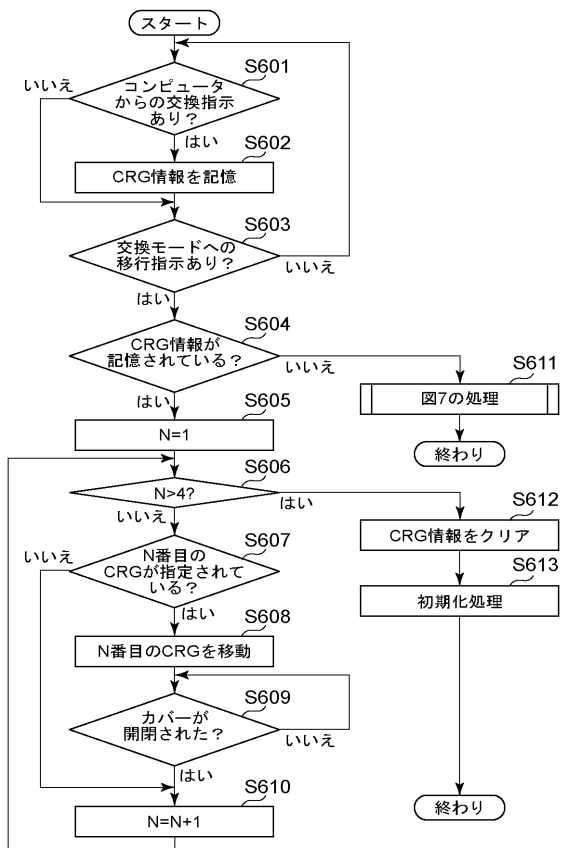 スタート
S601
いいえ
コンピュータ
からの交換指示
あり?
はい
S602
CRG情報を記憶
S603
交換モードへの
移行指示あり?
いいえ
はい
S604
CRG情報が
記憶されている?
いいえ
はい
S611
図7の処理
終わり
S605
N=1
S606
N>4?
はい
いいえ
S612
CRG情報をクリア
S607
いいえ
N番目の
CRGが指定されて
いる?
はい
S613
初期化処理
S608
N番目のCRGを移動
S609
カバーが
開閉された?
いいえ
はい
S610
N=N+1
終わり